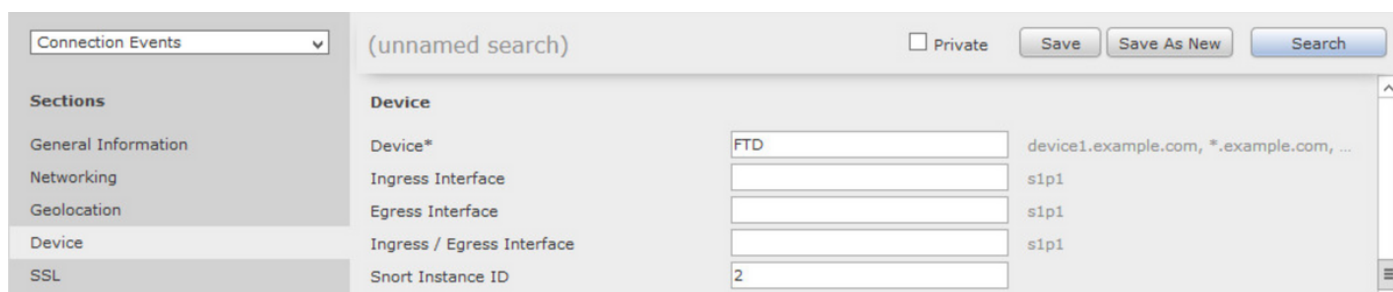 Connection Events
(unnamed search)
Private
Save
Save As New
Search
Sections
General Information
Networking
Geolocation
Device
SSL
Device
Device* FTD device1.example.com, *.example.com, ...
Ingress Interface s1p1
Egress Interface s1p1
Ingress / Egress Interface s1p1
Snort Instance ID 2